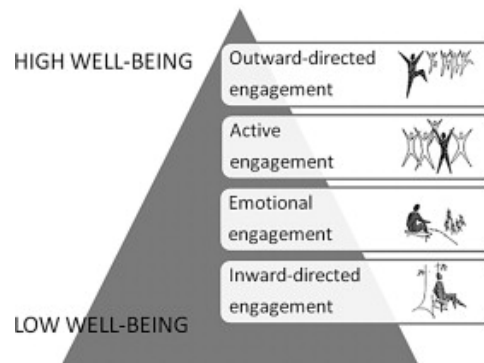 HIGH WELL-BEING
Outward-directed
engagement
Active
engagement
Emotional
engagement
Inward-directed
engagement
LOW WELL-BEING